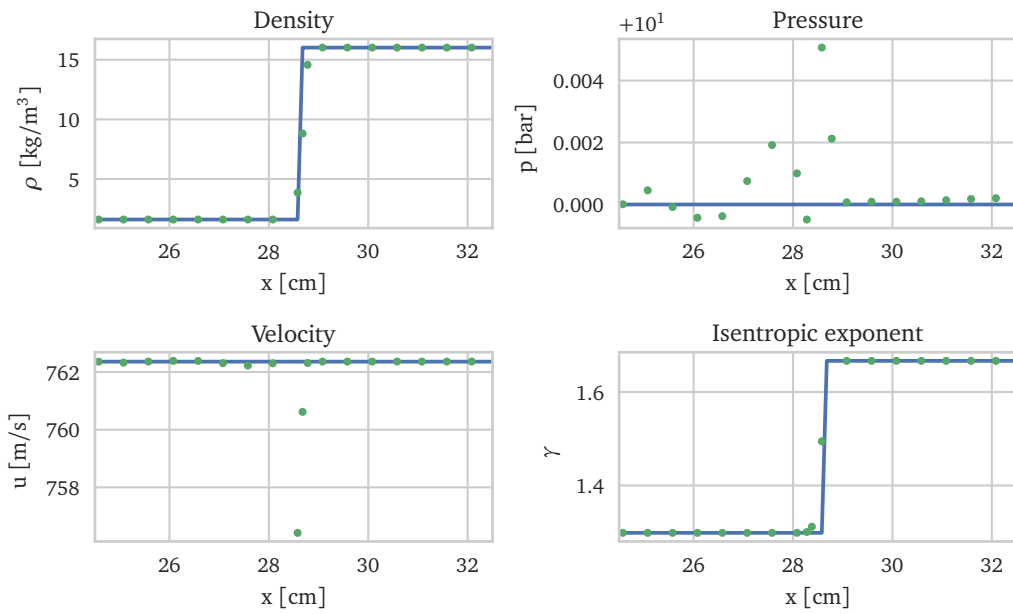 Density
15
10
5
ρ [kg/m³]
26 28 30 32
x [cm]
+10¹ Pressure
0.004
0.002
0.000
p [bar]
26 28 30 32
x [cm]
Velocity
762
760
758
u [m/s]
26 28 30 32
x [cm]
Isentropic exponent
1.6
1.4
γ
26 28 30 32
x [cm]